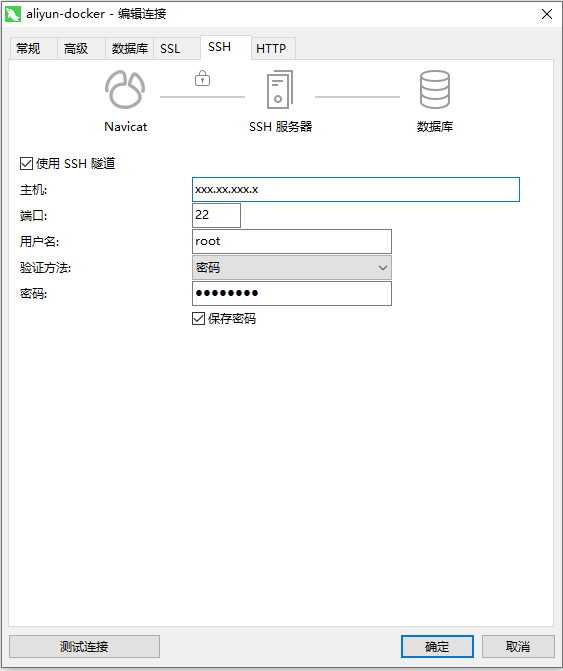 aliyun-docker - 编辑连接
常规 高级 数据库 SSL SSH HTTP
Navicat SSH 服务器 数据库
使用 SSH 隧道
主机: xxx.xx.xxx.x
端口: 22
用户名: root
验证方法: 密码
密码: ●●●●●●●●
保存密码
测试连接 确定 取消